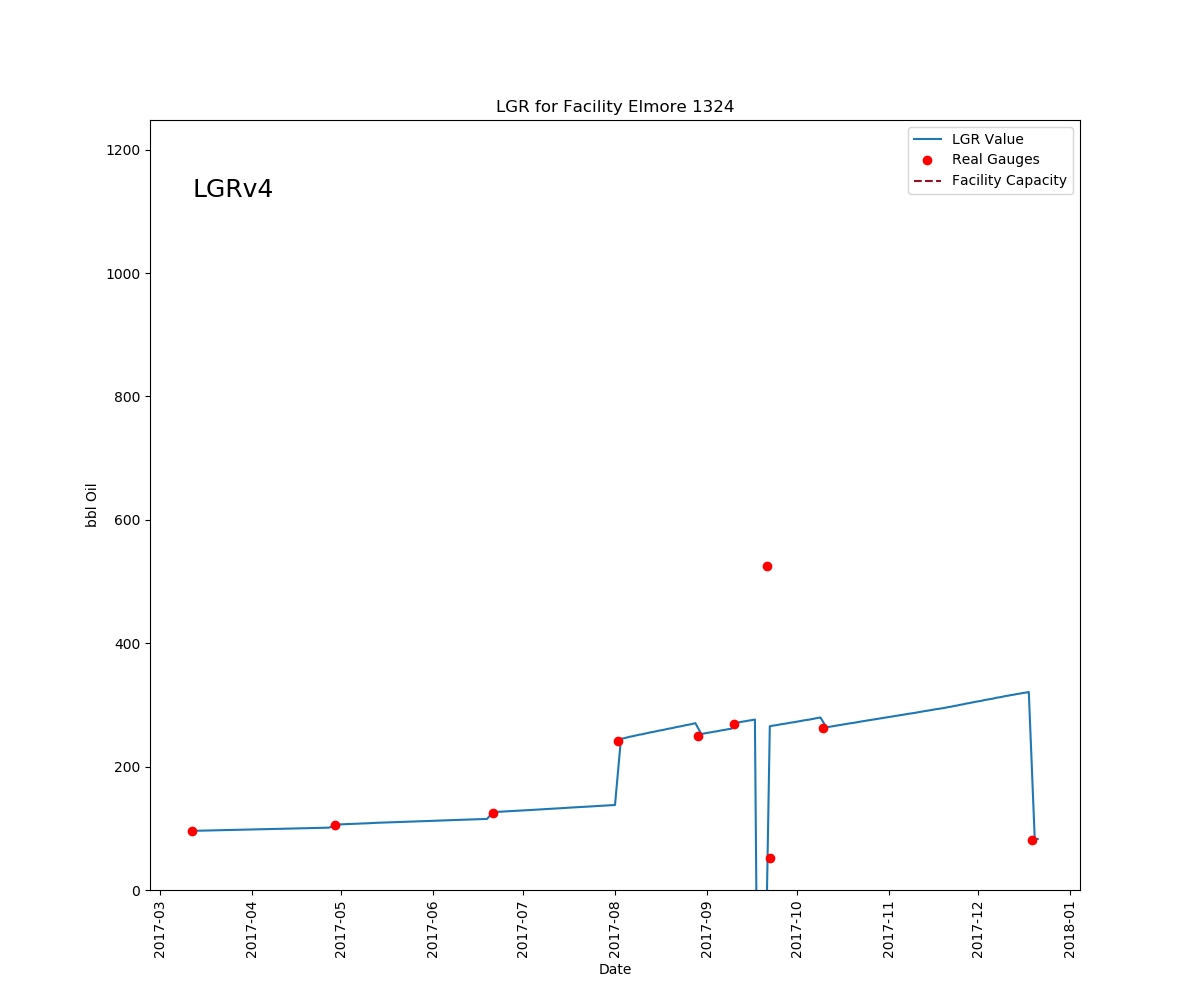 LGR for Facility Elmore 1324
LGRv4
LGR Value
Real Gauges
Facility Capacity
bbl Oil
1200
1000
800
600
400
200
0
2017-03
2017-04
2017-05
2017-06
2017-07
2017-08
2017-09
2017-10
2017-11
2017-12
2018-01
Date